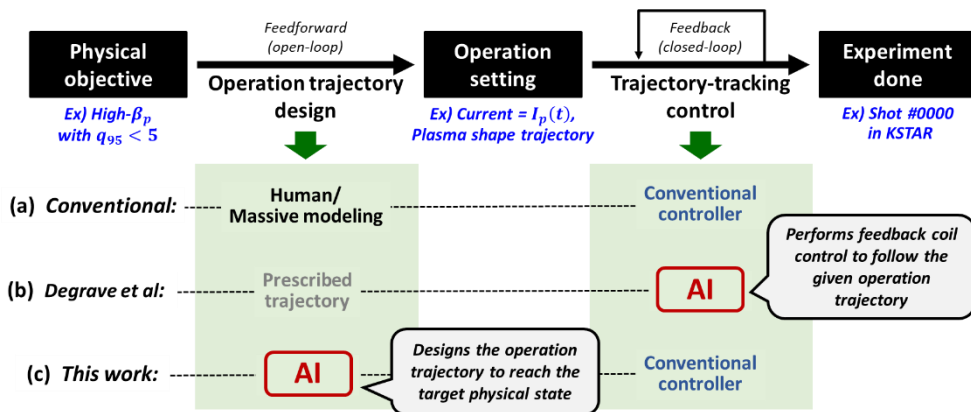 Physical
objective
Ex) High-βₚ
with q₉₅ < 5
Feedforward
(open-loop)
Operation trajectory
design
Operation
setting
Ex) Current = Iₚ(t),
Plasma shape trajectory
Feedback
(closed-loop)
Trajectory-tracking
control
Experiment
done
Ex) Shot #0000
in KSTAR
(a) Conventional:
Human/
Massive modeling
Conventional
controller
(b) Degrave et al:
Prescribed
trajectory
AI
Performs feedback coil
control to follow the
given operation
trajectory
(c) This work:
AI
Designs the operation
trajectory to reach the
target physical state
Conventional
controller